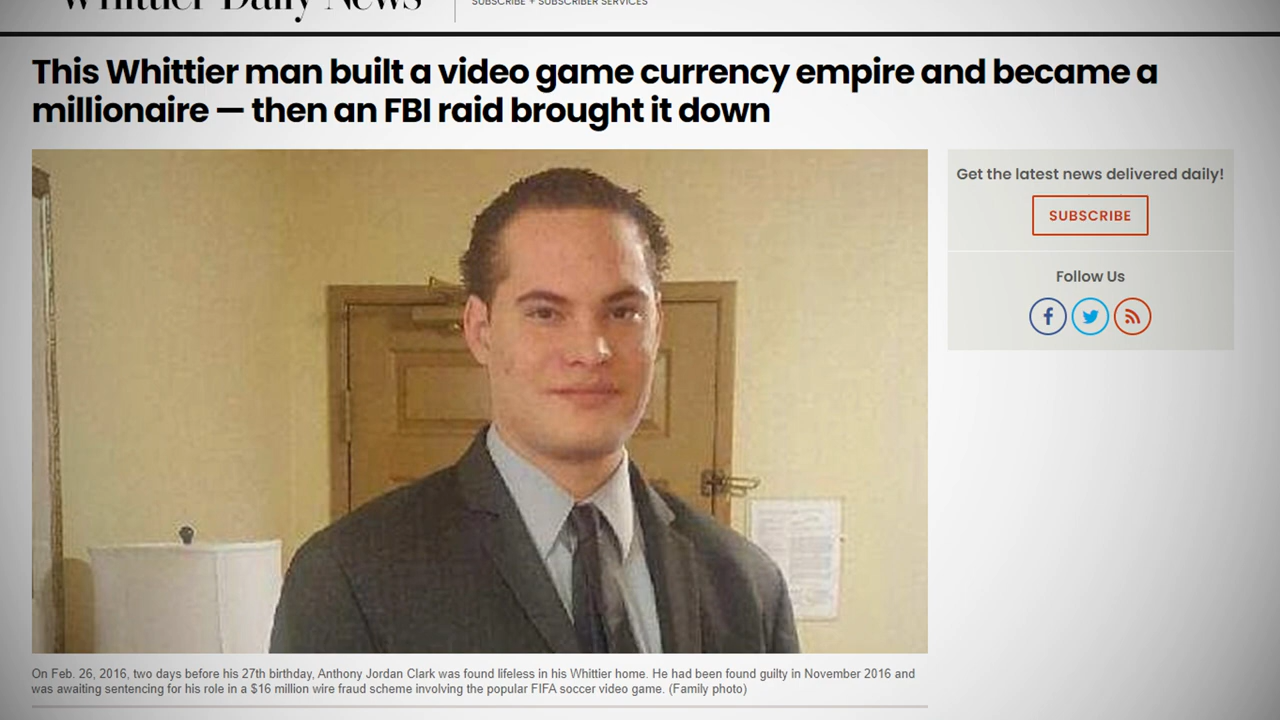 Whittier Daily News
SUBSCRIBE + SUBSCRIBER SERVICES
This Whittier man built a video game currency empire and became a
millionaire — then an FBI raid brought it down
Get the latest news delivered daily!
SUBSCRIBE
Follow Us
On Feb. 26, 2016, two days before his 27th birthday, Anthony Jordan Clark was found lifeless in his Whittier home. He had been found guilty in November 2016 and
was awaiting sentencing for his role in a $16 million wire fraud scheme involving the popular FIFA soccer video game. (Family photo)